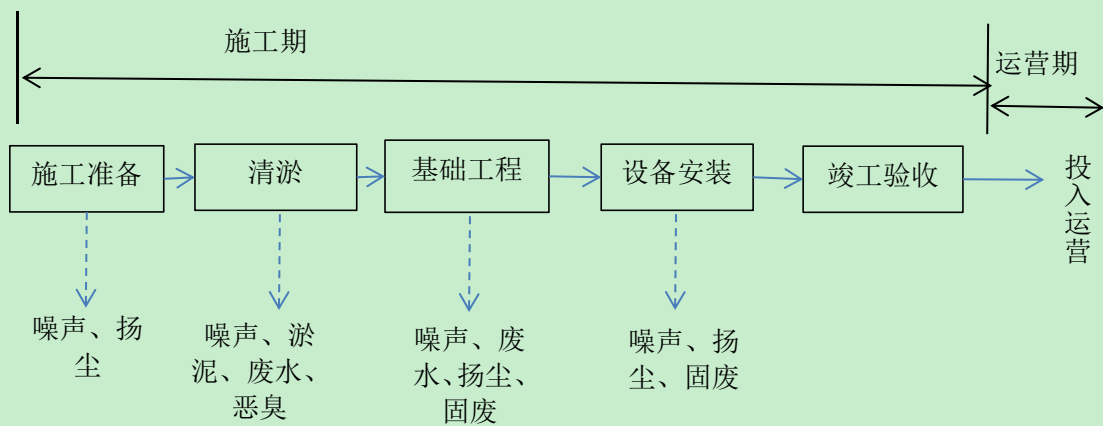 施工期
运营期
施工准备
清淤
基础工程
设备安装
竣工验收
投
入
运
营
噪声、扬
尘
噪声、淤
泥、废水、
恶臭
噪声、废
水、扬尘、
固废
噪声、扬
尘、固废